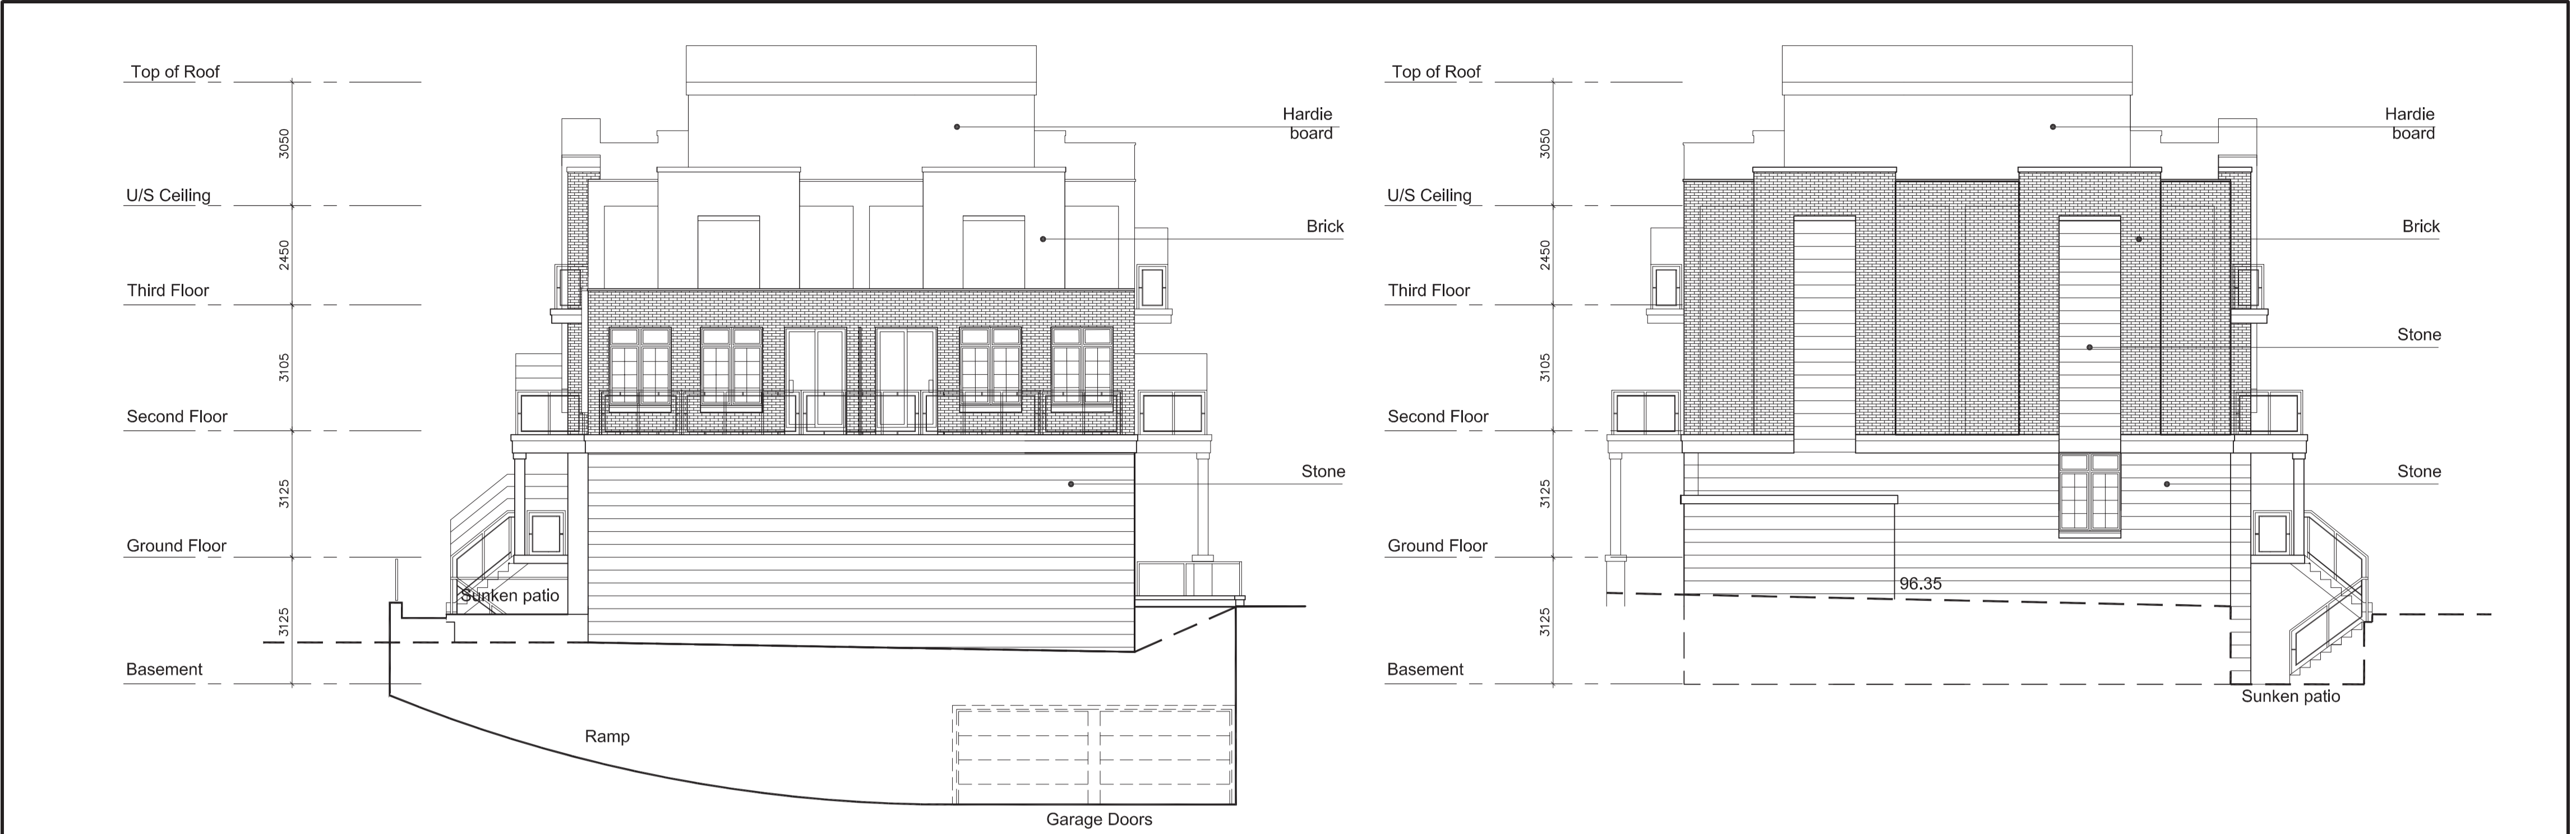 Top of Roof
3050
U/S Ceiling
2450
Third Floor
3105
Second Floor
3125
Ground Floor
3125
Basement
Hardie
board
Brick
Stone
Sunken patio
Ramp
Garage Doors
Top of Roof
3050
U/S Ceiling
2450
Third Floor
3105
Second Floor
3125
Ground Floor
3125
Basement
Hardie
board
Brick
Stone
Stone
96.35
Sunken patio